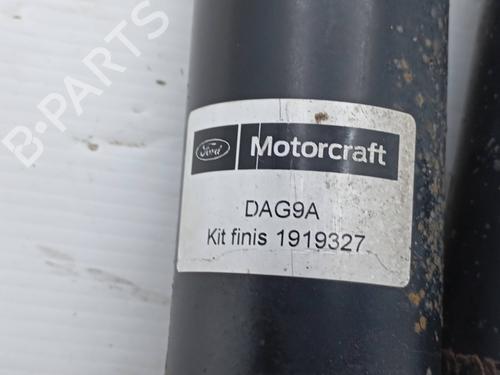 B-PARTS
Ford
Motorcraft
DAG9A
Kit finis 1919327